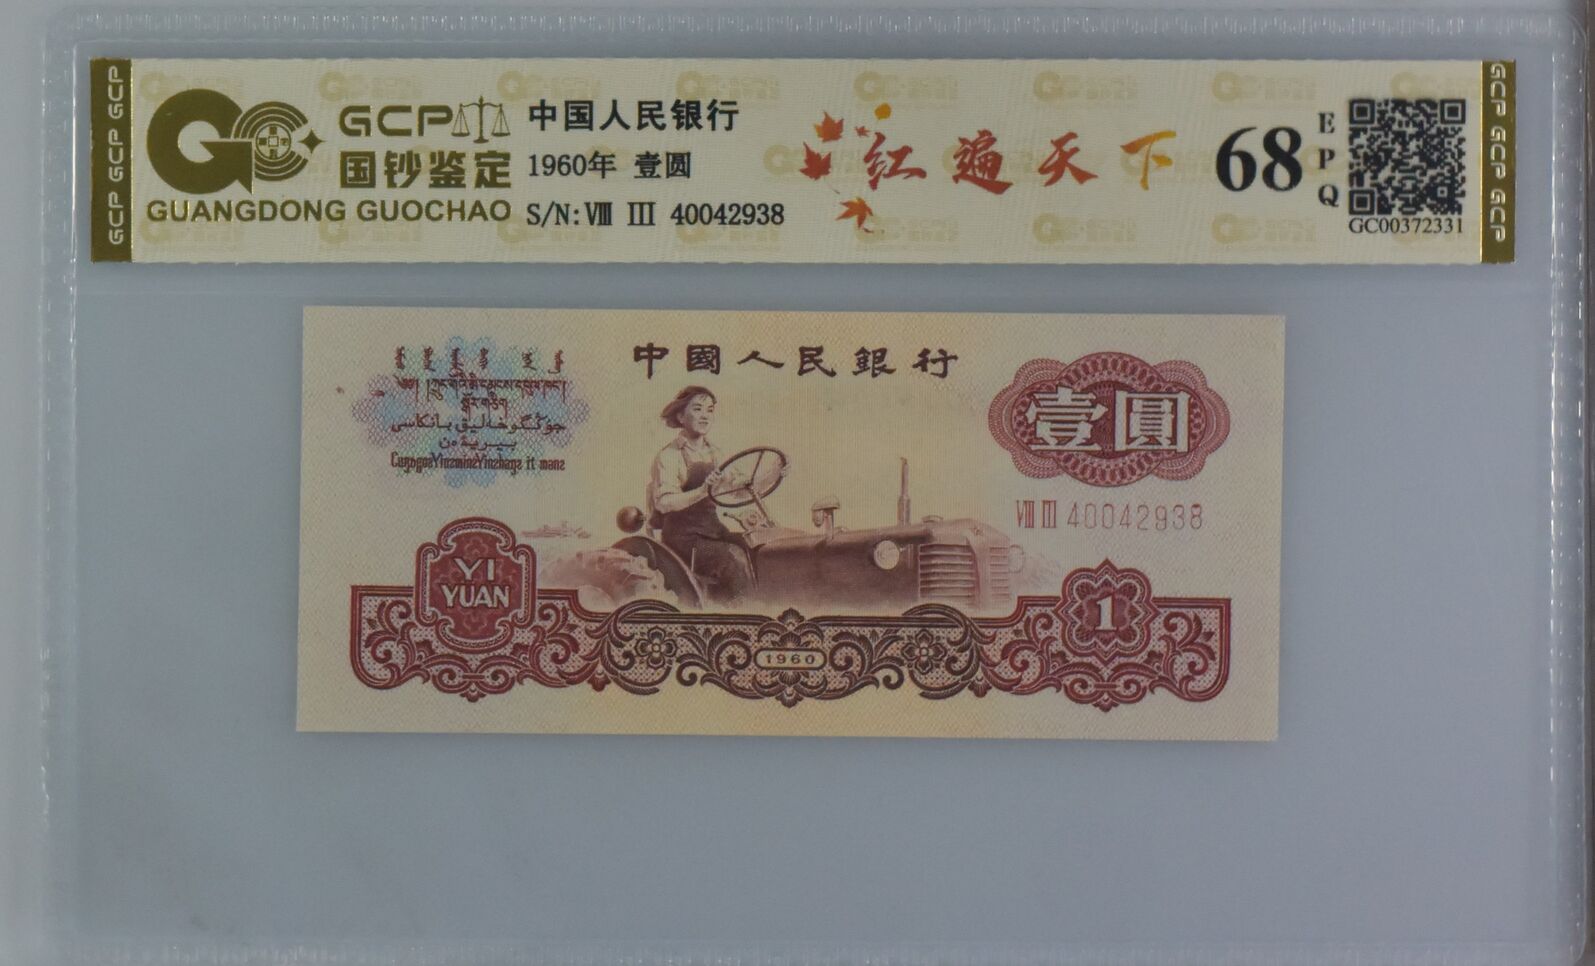 GCP GCP GCP
GCP
国钞鉴定
GUANGDONG GUOCHAO
中国人民银行
1960年 壹圆
S/N: Ⅷ Ⅲ 40042938
红遍天下
68
EPQ
GC00372331
GCP GCP GCP
中國人民銀行
壹圓
Ⅷ Ⅲ 40042938
YI
YUAN
1960
1